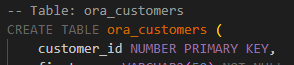 -- Table: ora_customers
CREATE TABLE ora_customers (
customer_id NUMBER PRIMARY KEY,